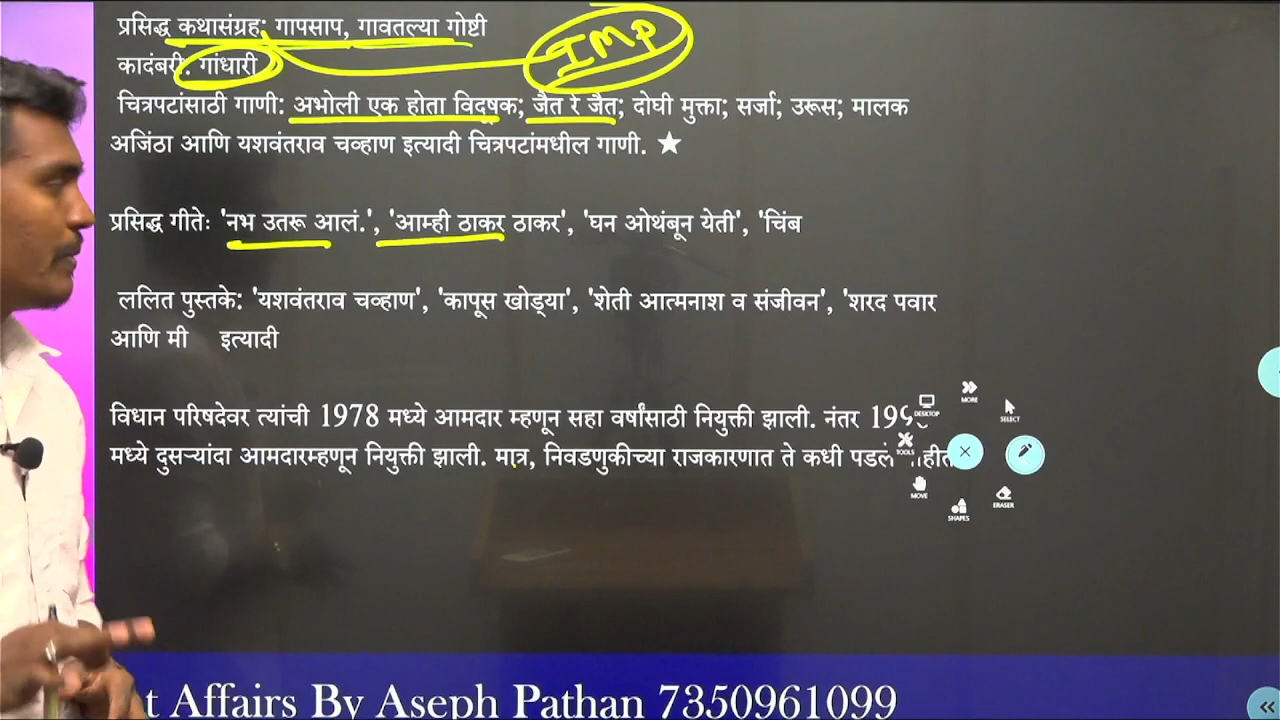 प्रसिद्ध कथासंग्रह; गापसाप, गावतल्या गोष्टी
IMP
कादंबरी. गांधारी
चित्रपटांसाठी गाणी: अभोली एक होता विदूषक; जैत रे जैत; दोघी मुक्ता; सर्जा; उरूस; मालक
अजिंठा आणि यशवंतराव चव्हाण इत्यादी चित्रपटांमधील गाणी. ★
प्रसिद्ध गीते: 'नभ उतरू आलं.', 'आम्ही ठाकर ठाकर', 'घन ओथंबून येती', 'चिंब
ललित पुस्तके: 'यशवंतराव चव्हाण', 'कापूस खोड्या', 'शेती आत्मनाश व संजीवन', 'शरद पवार
आणि मी इत्यादी
विधान परिषदेवर त्यांची 1978 मध्ये आमदार म्हणून सहा वर्षांसाठी नियुक्ती झाली. नंतर
मध्ये दुसऱ्यांदा आमदारम्हणून नियुक्ती झाली. मात्र, निवडणुकीच्या राजकारणात ते कधी पडले
DESKTOP
MORE
SELECT
TOOLS
MOVE
SHAPES
ERASER
t Affairs By Aseph Pathan 7350961099